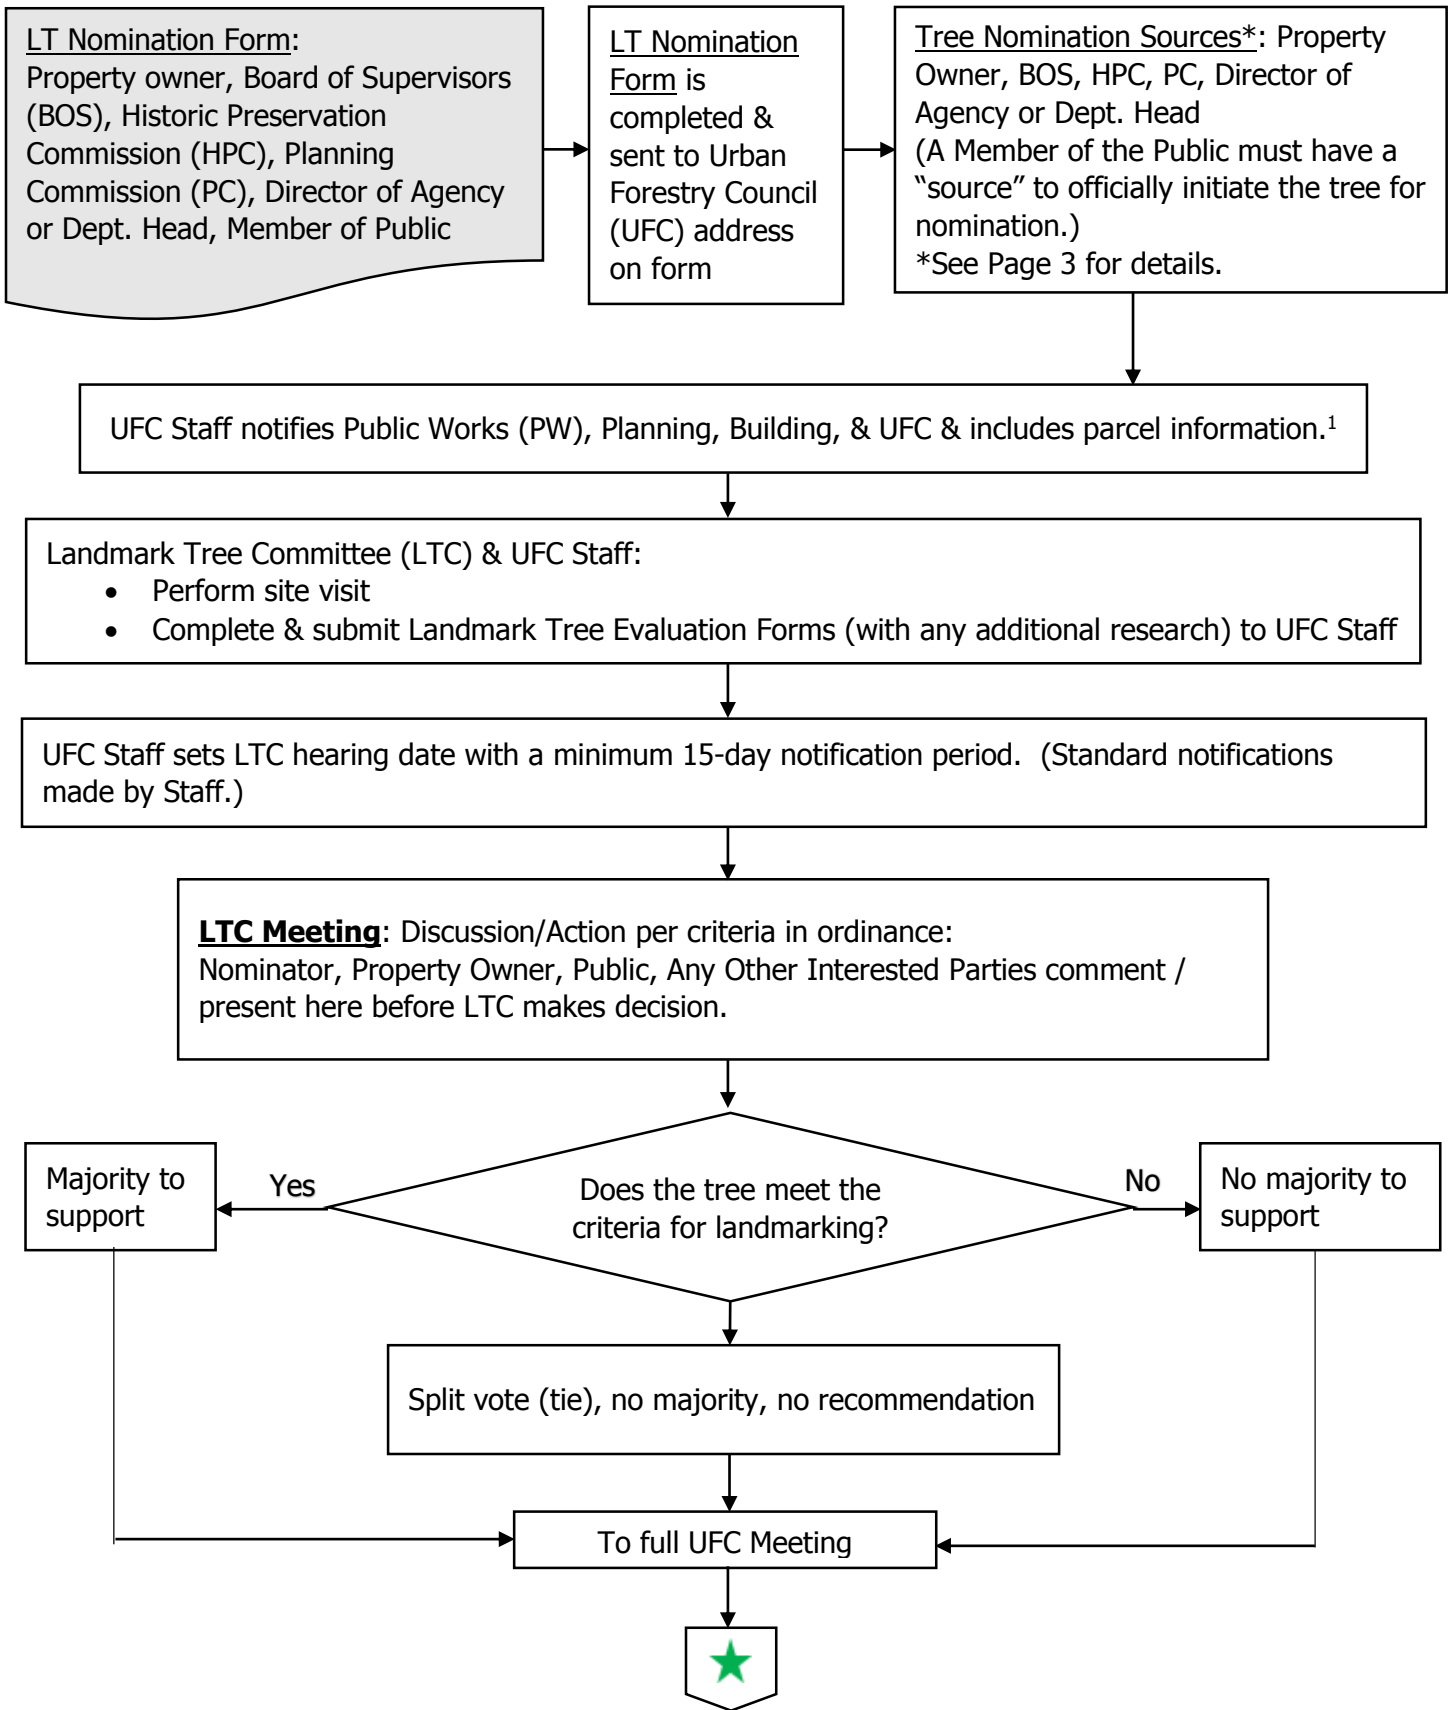 LT Nomination Form:
Property owner, Board of Supervisors
(BOS), Historic Preservation
Commission (HPC), Planning
Commission (PC), Director of Agency
or Dept. Head, Member of Public
LT Nomination
Form is
completed &
sent to Urban
Forestry Council
(UFC) address
on form
Tree Nomination Sources*: Property
Owner, BOS, HPC, PC, Director of
Agency or Dept. Head
(A Member of the Public must have a
“source” to officially initiate the tree for
nomination.)
*See Page 3 for details.
UFC Staff notifies Public Works (PW), Planning, Building, & UFC & includes parcel information.¹
Landmark Tree Committee (LTC) & UFC Staff:
• Perform site visit
• Complete & submit Landmark Tree Evaluation Forms (with any additional research) to UFC Staff
UFC Staff sets LTC hearing date with a minimum 15-day notification period. (Standard notifications
made by Staff.)
LTC Meeting: Discussion/Action per criteria in ordinance:
Nominator, Property Owner, Public, Any Other Interested Parties comment /
present here before LTC makes decision.
Majority to
support
Yes
Does the tree meet the
criteria for landmarking?
No
No majority to
support
Split vote (tie), no majority, no recommendation
To full UFC Meeting